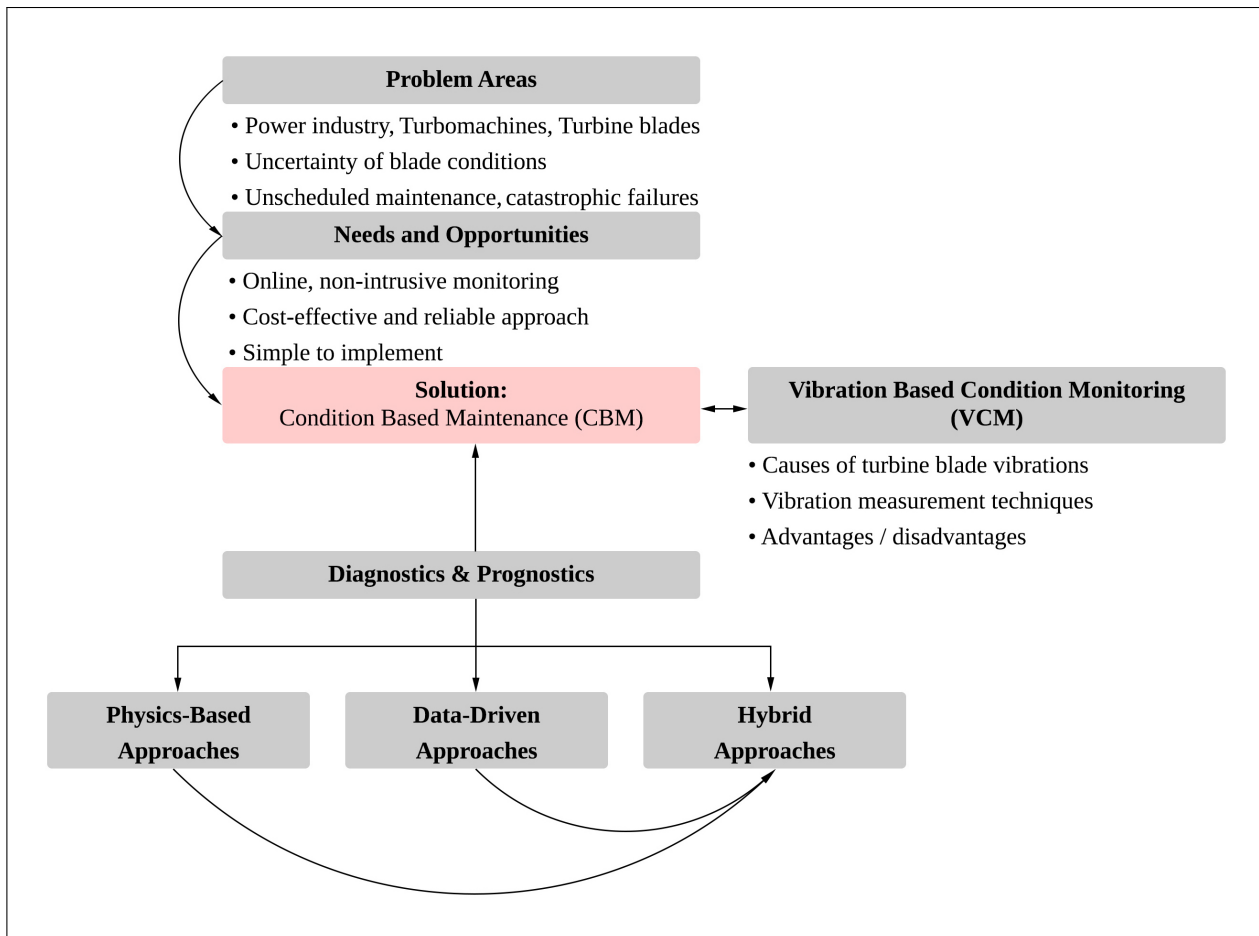 Problem Areas
• Power industry, Turbomachines, Turbine blades
• Uncertainty of blade conditions
• Unscheduled maintenance, catastrophic failures
Needs and Opportunities
• Online, non-intrusive monitoring
• Cost-effective and reliable approach
• Simple to implement
Solution:
Condition Based Maintenance (CBM)
Vibration Based Condition Monitoring
(VCM)
• Causes of turbine blade vibrations
• Vibration measurement techniques
• Advantages / disadvantages
Diagnostics & Prognostics
Physics-Based
Approaches
Data-Driven
Approaches
Hybrid
Approaches